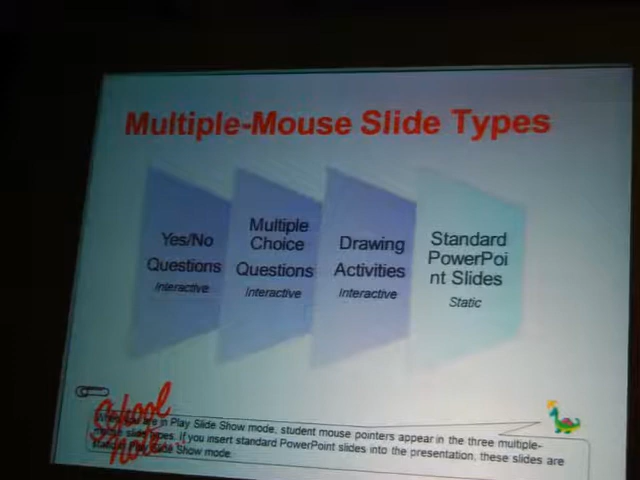 Multiple-Mouse Slide Types
Yes/No
Questions
Interactive
Multiple
Choice
Questions
Interactive
Drawing
Activities
Interactive
Standard
PowerPoi
nt Slides
Static
School
Notes
are in Play Slide Show mode, student mouse pointers appear in the three multiple-
slide types. If you insert standard PowerPoint slides into the presentation, these slides are
Slide Show mode